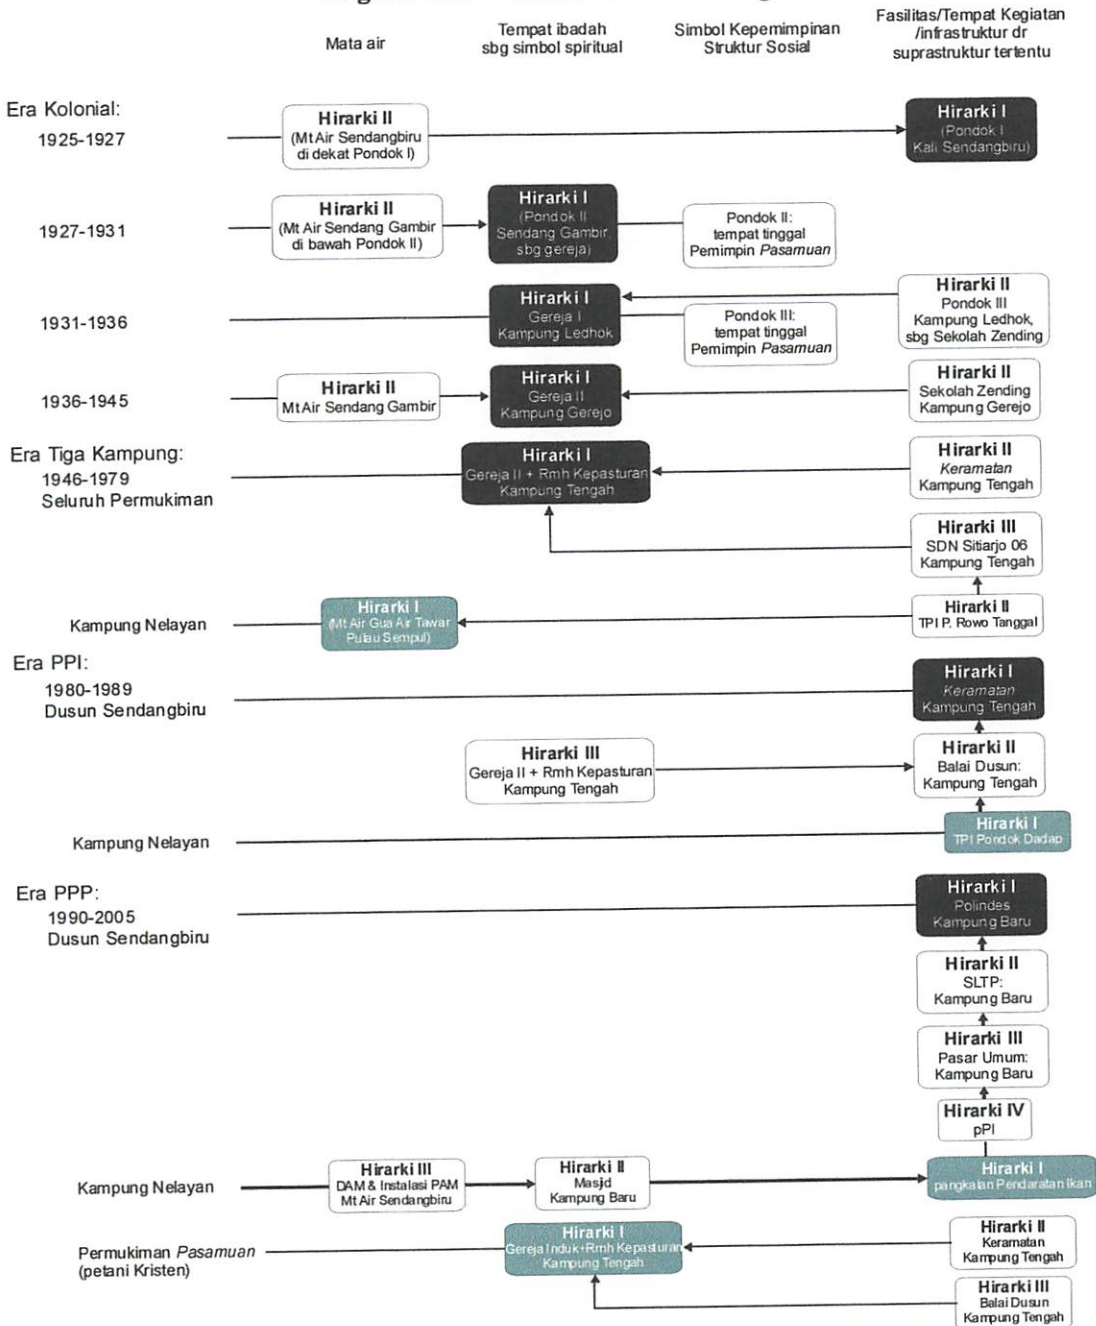 Mata air
Tempat ibadah
sbg simbol spiritual
Simbol Kepemimpinan
Struktur Sosial
Fasilitas/Tempat Kegiatan
/infrastruktur dr
suprastruktur tertentu
Era Kolonial:
1925-1927
Hirarki II
(Mt Air Sendangbiru
di dekat Pondok I)
Hirarki I
(Pondok I
Kali Sendangbiru)
1927-1931
Hirarki II
(Mt Air Sendang Gambir
di bawah Pondok II)
Hirarki I
(Pondok II
Sendang Gambir,
sbg gereja)
Pondok II:
tempat tinggal
Pemimpin Pasamuan
1931-1936
Hirarki I
Gereja I
Kampung Ledhok
Pondok III:
tempat tinggal
Pemimpin Pasamuan
Hirarki II
Pondok III
Kampung Ledhok,
sbg Sekolah Zending
1936-1945
Hirarki II
Mt Air Sendang Gambir
Hirarki I
Gereja II
Kampung Gerejo
Hirarki II
Sekolah Zending
Kampung Gerejo
Era Tiga Kampung:
1946-1979
Seluruh Permukiman
Hirarki I
Gereja II + Rmh Kepasturan
Kampung Tengah
Hirarki II
Keramatan
Kampung Tengah
Hirarki III
SDN Sitiarjo 06
Kampung Tengah
Kampung Nelayan
Hirarki I
(Mt Air Gua Air Tawar
Pulau Sempul)
Hirarki II
TPI P. Rowo Tanggal
Era PPI:
1980-1989
Dusun Sendangbiru
Hirarki I
Keramatan
Kampung Tengah
Hirarki III
Gereja II + Rmh Kepasturan
Kampung Tengah
Hirarki II
Balai Dusun:
Kampung Tengah
Kampung Nelayan
Hirarki I
TPI Pondok Dadap
Era PPP:
1990-2005
Dusun Sendangbiru
Hirarki I
Polindes
Kampung Baru
Hirarki II
SLTP:
Kampung Baru
Hirarki III
Pasar Umum:
Kampung Baru
Hirarki IV
pPI
Kampung Nelayan
Hirarki III
DAM & Instalasi PAM
Mt Air Sendangbiru
Hirarki II
Masjid
Kampung Baru
Hirarki I
pangkalan Pendaratan Ikan
Permukiman Pasamuan
(petani Kristen)
Hirarki I
Gereja Induk+Rmh Kepasturan
Kampung Tengah
Hirarki II
Keramatan
Kampung Tengah
Hirarki III
Balai Dusun
Kampung Tengah